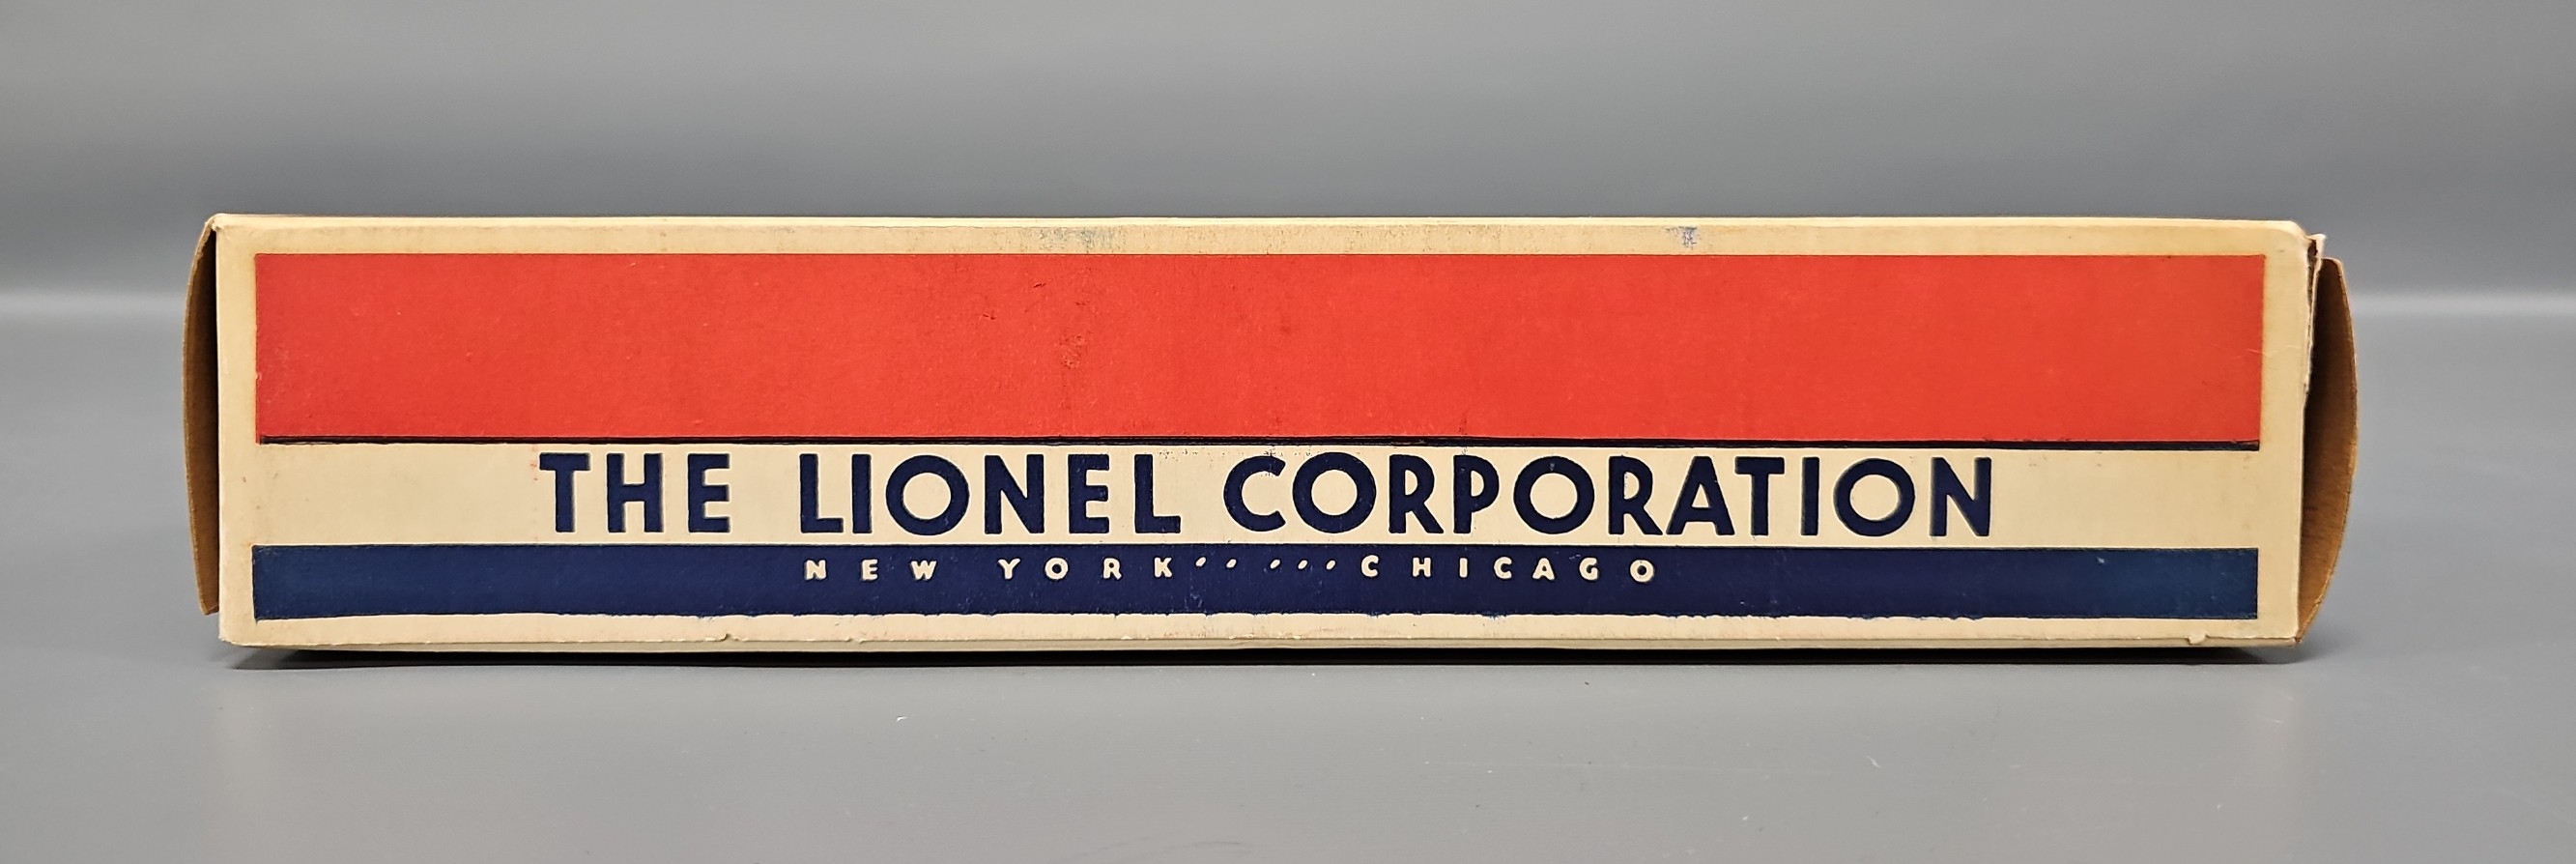 THE LIONEL CORPORATION
NEW YORK······CHICAGO